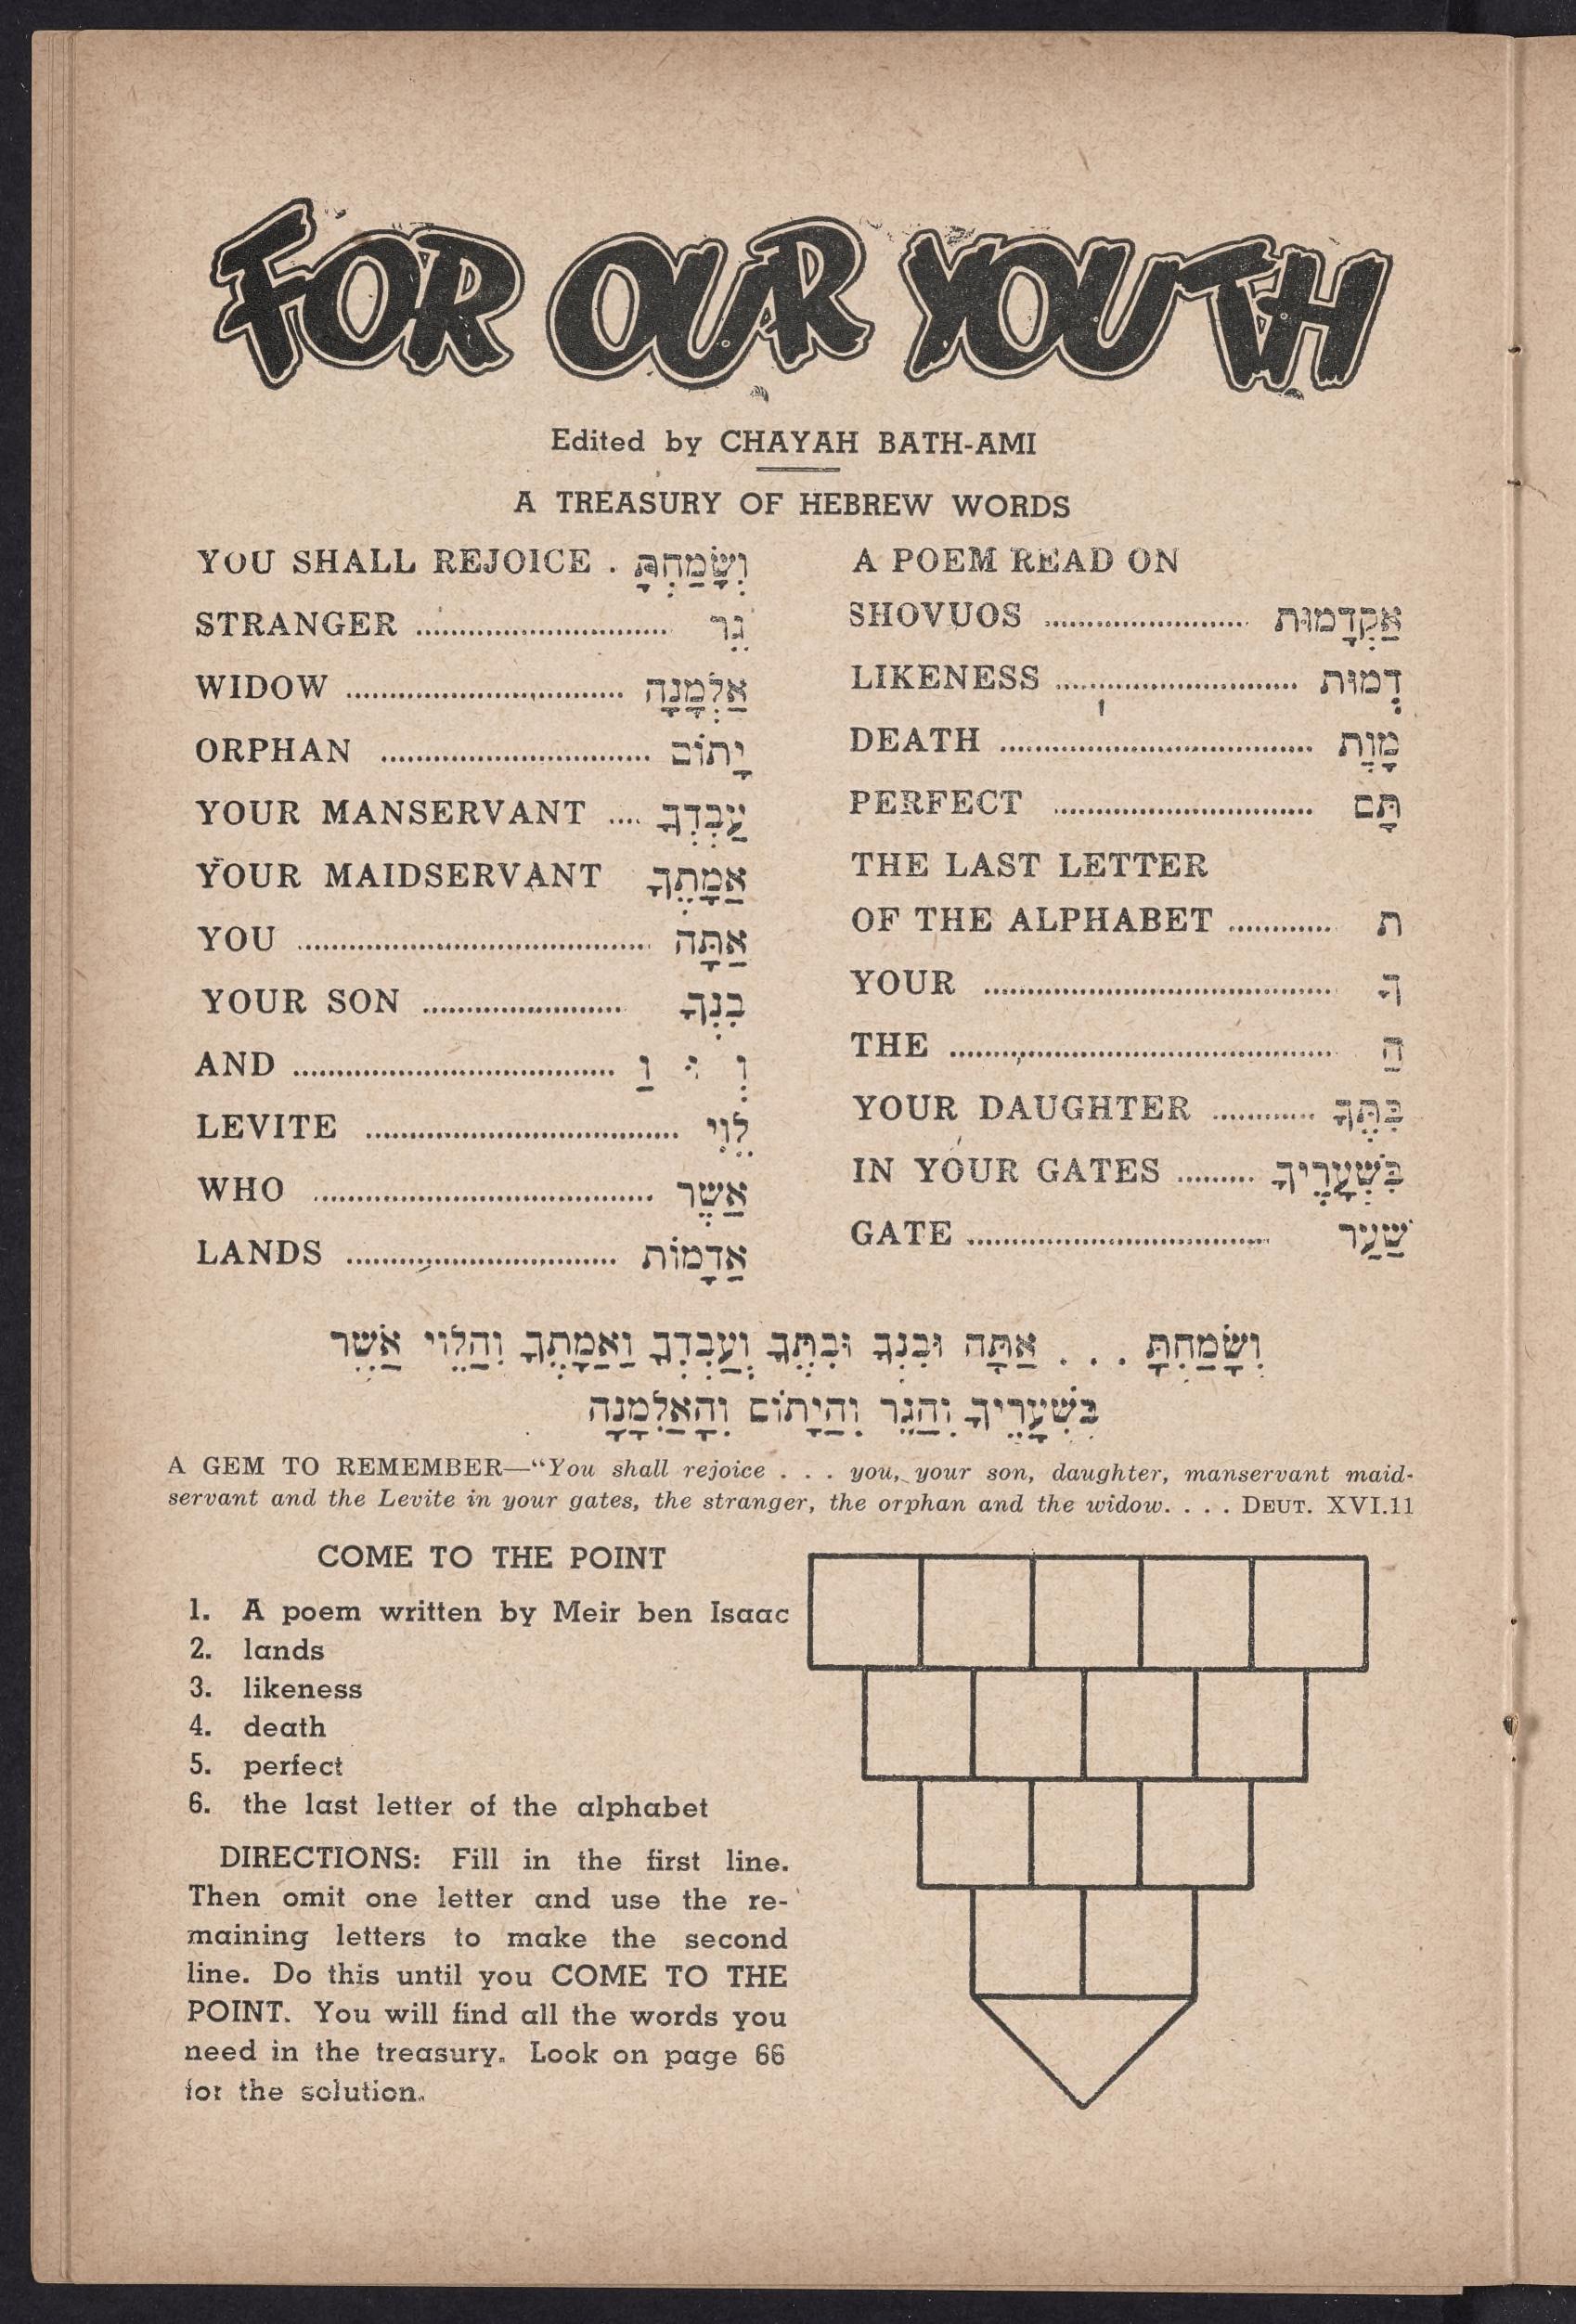 FOR OUR YOUTH
Edited by CHAYAH BATH-AMI
A TREASURY OF HEBREW WORDS
YOU SHALL REJOICE . וְשָׂמַחְתָּ
STRANGER ............................ גֵּר
WIDOW ............................... אַלְמָנָה
ORPHAN .............................. יָתוֹם
YOUR MANSERVANT .... עַבְדְּךָ
YOUR MAIDSERVANT אֲמָתֶךָ
YOU ....................................... אַתָּה
YOUR SON ....................... בִּנְךָ
AND .................................... וְ וּ וַ
LEVITE ................................... לֵוִי
WHO ...................................... אֲשֶׁר
LANDS .............................. אֲדָמוֹת
A POEM READ ON
SHOVUOS ....................... אַקְדָמוּת
LIKENESS ........................... דְמוּת
DEATH ................................... מָוֶת
PERFECT ............................. תָּם
THE LAST LETTER
OF THE ALPHABET ............ ת
YOUR ....................................... ךָ
THE ........................................... הַ
YOUR DAUGHTER ............ בִּתֶּךָ
IN YOUR GATES ......... בִּשְׁעָרֶיךָ
GATE .................................. שַׁעַר
וְשָׂמַחְתָּ . . . אַתָּה וּבִנְךָ וּבִתֶּךָ וְעַבְדְּךָ וַאֲמָתֶךָ וְהַלֵּוִי אֲשֶׁר
בִּשְׁעָרֶיךָ וְהַגֵּר וְהַיָתוֹם וְהָאַלְמָנָה
A GEM TO REMEMBER—“You shall rejoice . . . you, your son, daughter, manservant maid-
servant and the Levite in your gates, the stranger, the orphan and the widow. . . . DEUT. XVI.11
COME TO THE POINT
1. A poem written by Meir ben Isaac
2. lands
3. likeness
4. death
5. perfect
6. the last letter of the alphabet
DIRECTIONS: Fill in the first line.
Then omit one letter and use the re-
maining letters to make the second
line. Do this until you COME TO THE
POINT. You will find all the words you
need in the treasury. Look on page 66
for the solution.